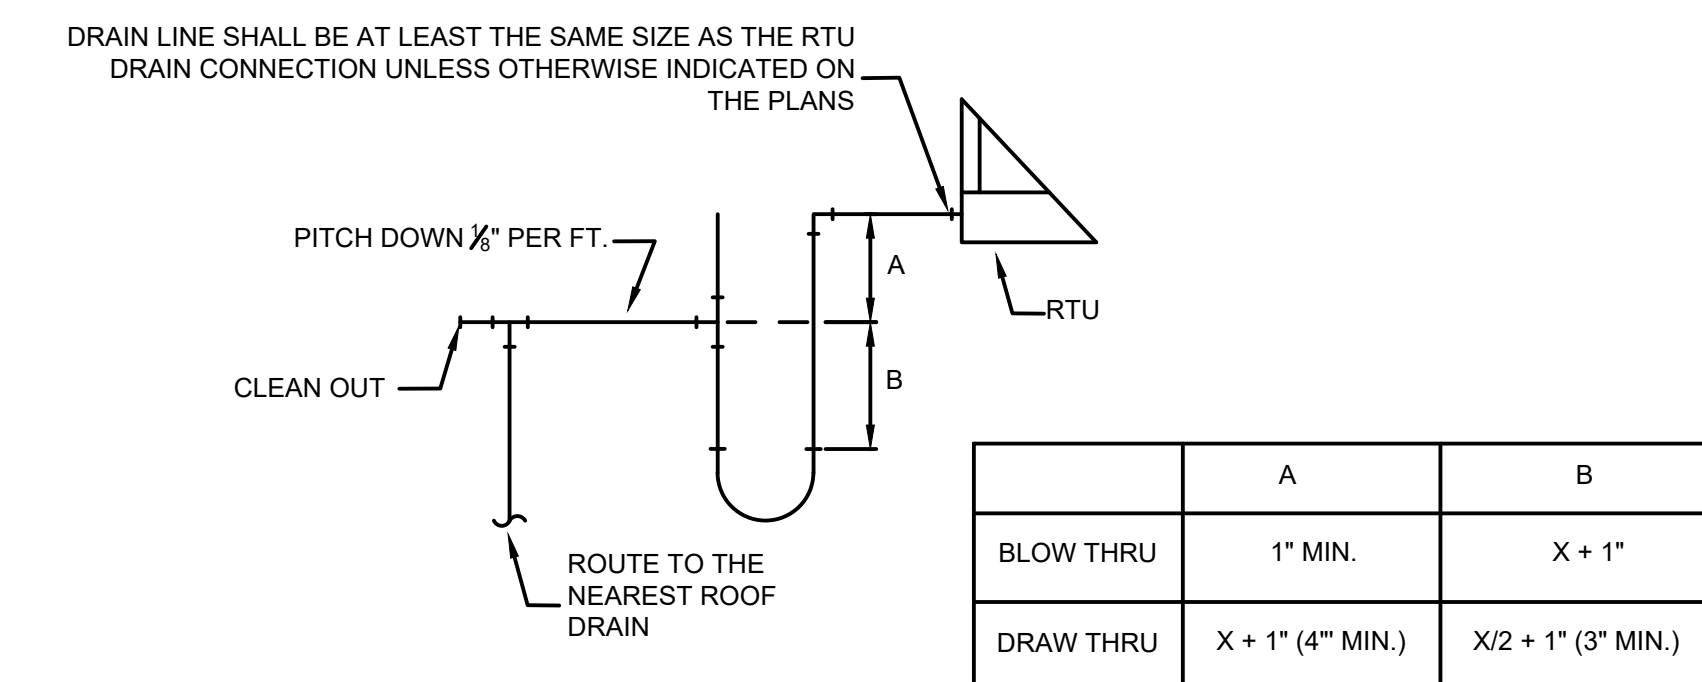 DRAIN LINE SHALL BE AT LEAST THE SAME SIZE AS THE RTU
DRAIN CONNECTION UNLESS OTHERWISE INDICATED ON
THE PLANS
PITCH DOWN 1/8" PER FT.
A
RTU
CLEAN OUT
B
ROUTE TO THE
NEAREST ROOF
DRAIN
A B
BLOW THRU 1" MIN. X + 1"
DRAW THRU X + 1" (4"' MIN.) X/2 + 1" (3" MIN.)